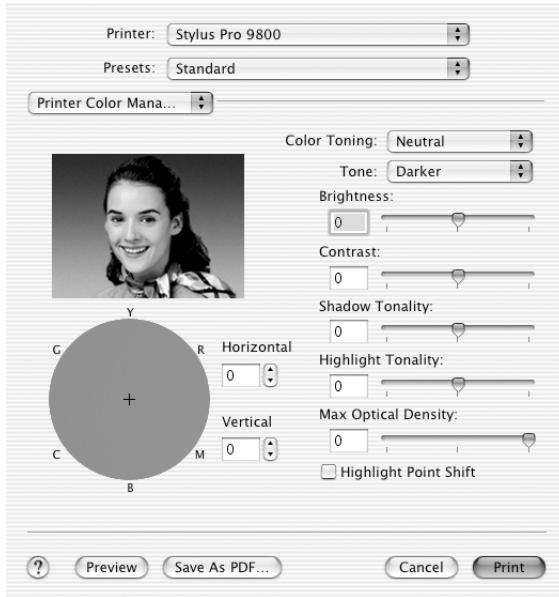 Printer: Stylus Pro 9800
Presets: Standard
Printer Color Mana...
Color Toning: Neutral
Tone: Darker
Brightness:
0
Contrast:
0
Shadow Tonality:
0
Highlight Tonality:
0
Max Optical Density:
0
Highlight Point Shift
Y
G R
C M
B
Horizontal
0
Vertical
0
? Preview Save As PDF... Cancel Print